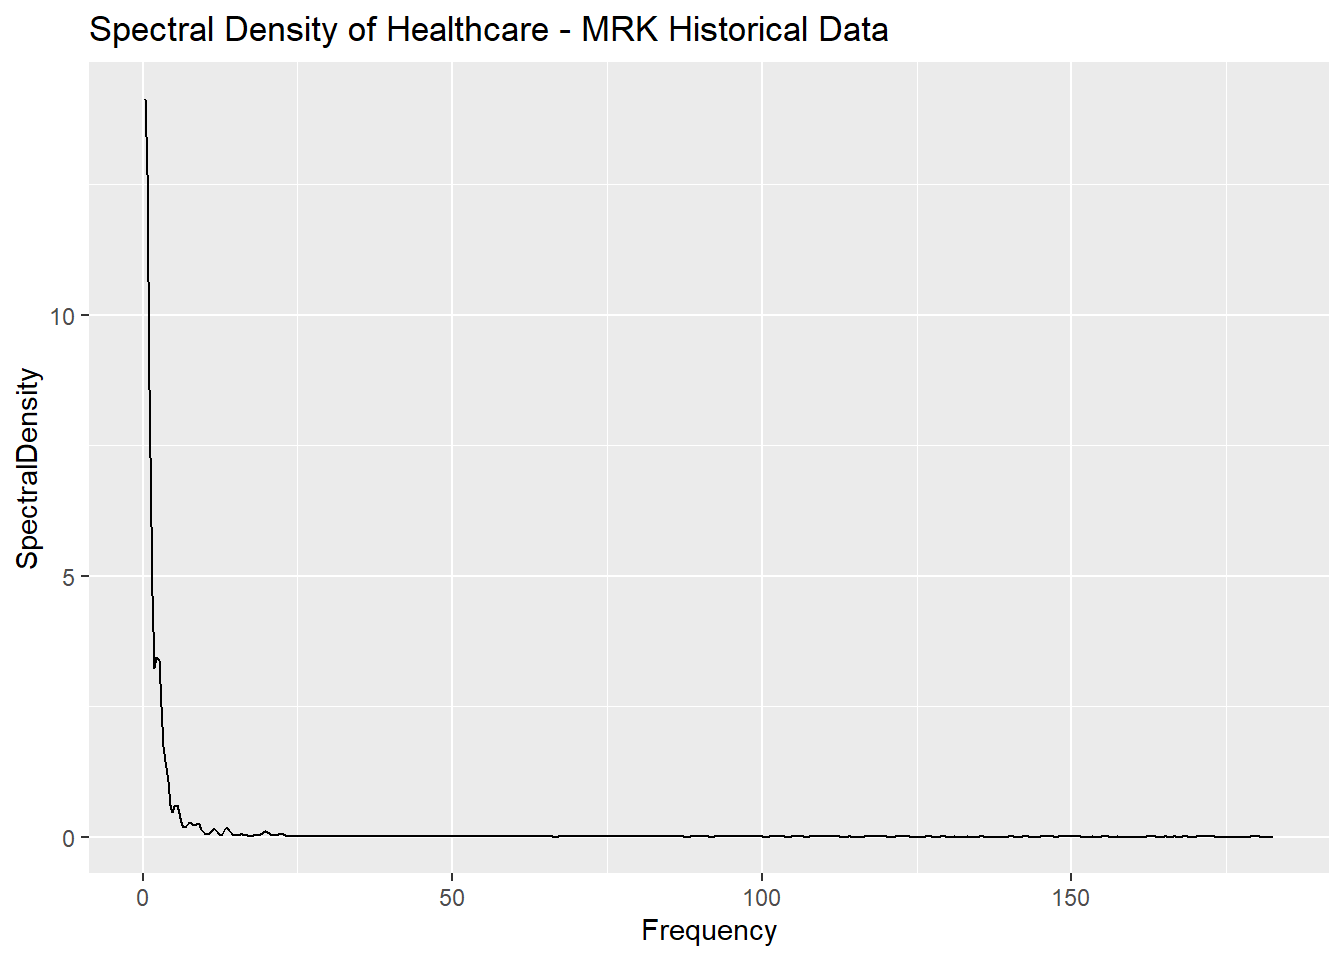 Spectral Density of Healthcare - MRK Historical Data
SpectralDensity
10
5
0
0 50 100 150
Frequency